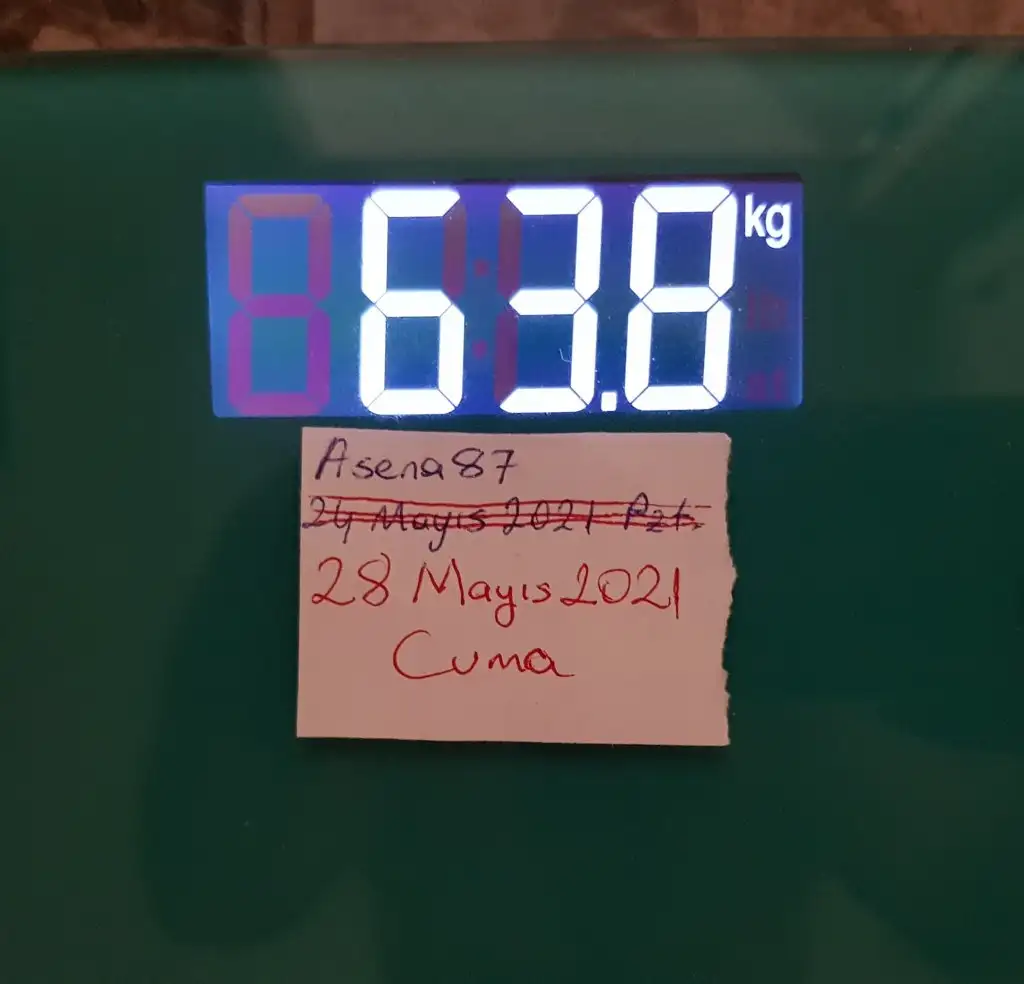 63.8 kg
Asena87
24 Mayıs 2021 Pzt.
28 Mayıs 2021
Cuma